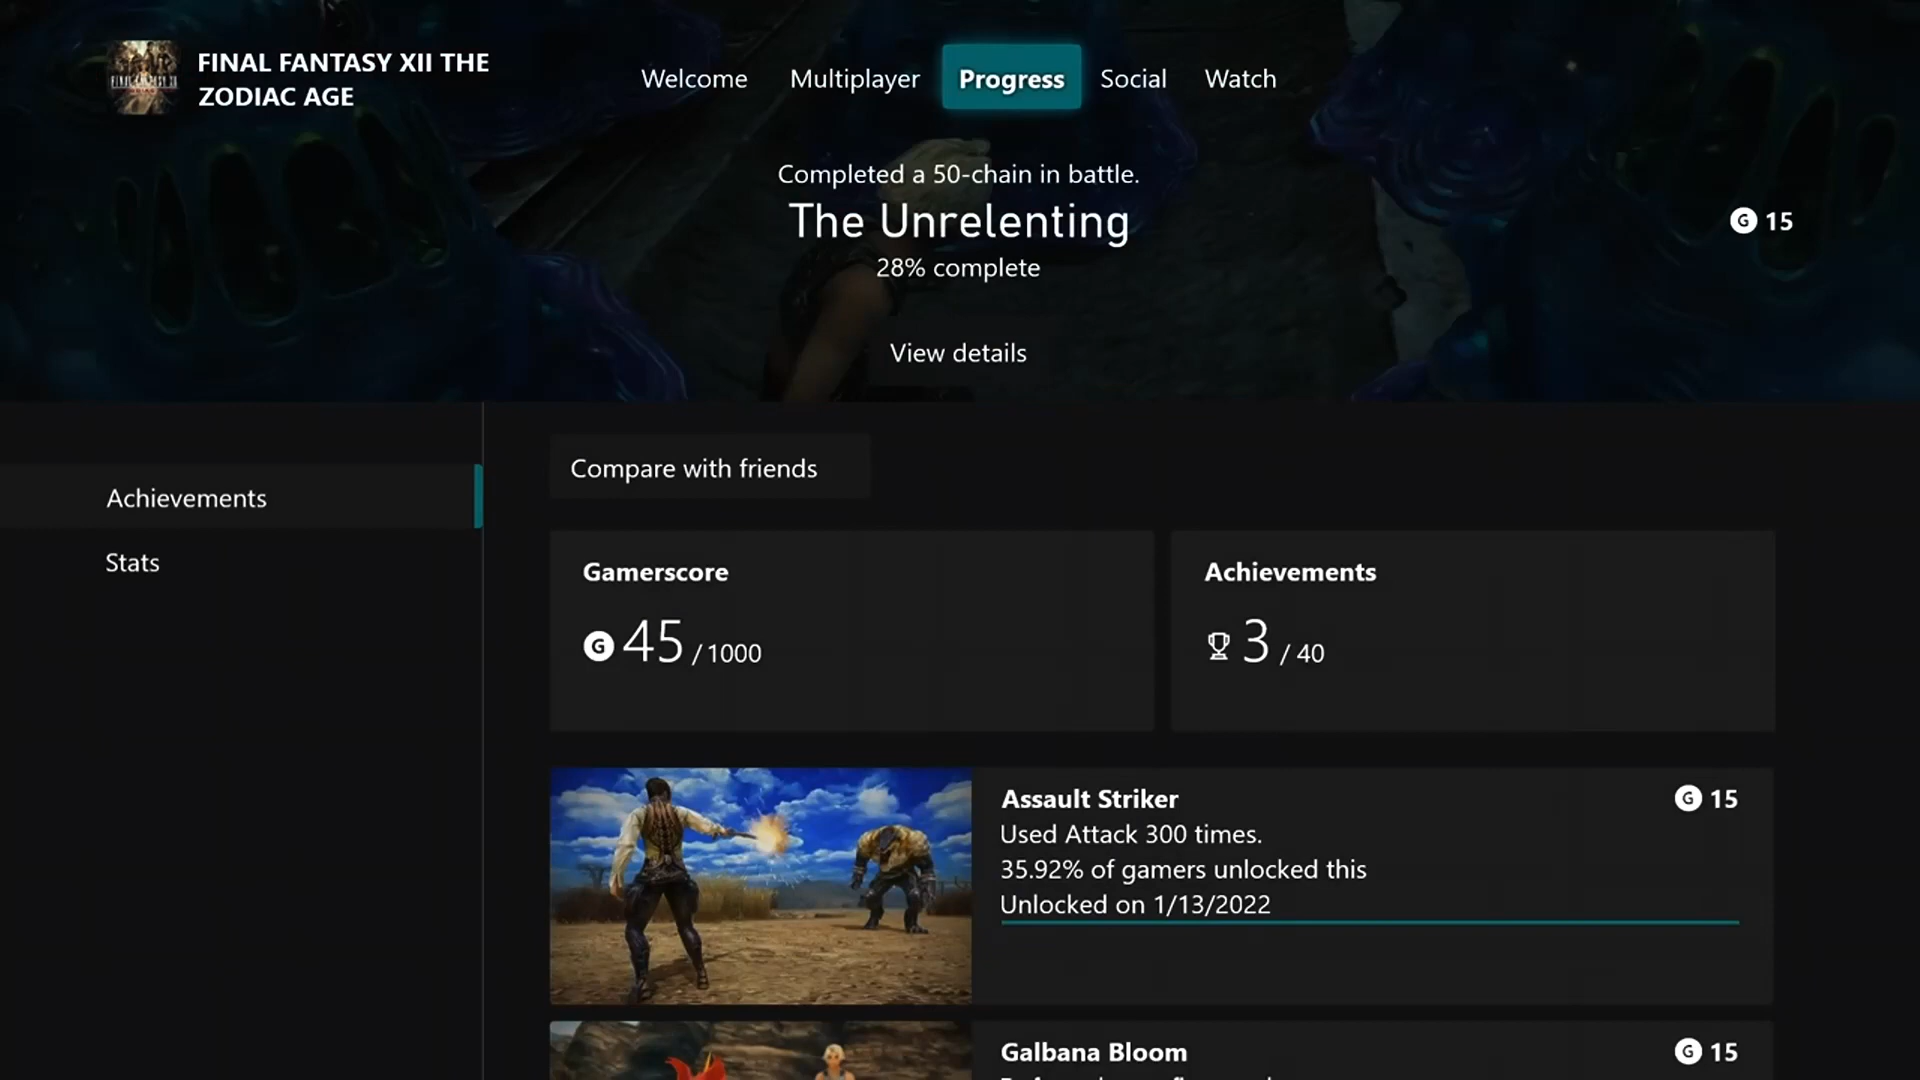 FINAL FANTASY XII THE
ZODIAC AGE
Welcome
Multiplayer
Progress
Social
Watch
Completed a 50-chain in battle.
The Unrelenting
28% complete
G 15
View details
Achievements
Stats
Compare with friends
Gamerscore
G 45 / 1000
Achievements
3 / 40
Assault Striker
G 15
Used Attack 300 times.
35.92% of gamers unlocked this
Unlocked on 1/13/2022
Galbana Bloom
G 15